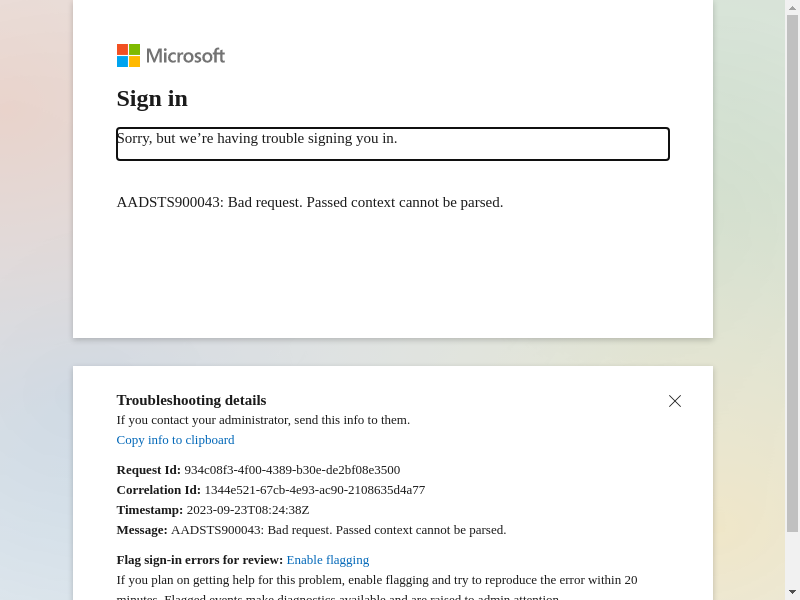 Microsoft
Sign in
Sorry, but we’re having trouble signing you in.
AADSTS900043: Bad request. Passed context cannot be parsed.
Troubleshooting details
If you contact your administrator, send this info to them.
Copy info to clipboard
Request Id: 934c08f3-4f00-4389-b30e-de2bf08e3500
Correlation Id: 1344e521-67cb-4e93-ac90-2108635d4a77
Timestamp: 2023-09-23T08:24:38Z
Message: AADSTS900043: Bad request. Passed context cannot be parsed.
Flag sign-in errors for review: Enable flagging
If you plan on getting help for this problem, enable flagging and try to reproduce the error within 20
minutes. Flagged events make diagnostics available and are raised to admin attention.